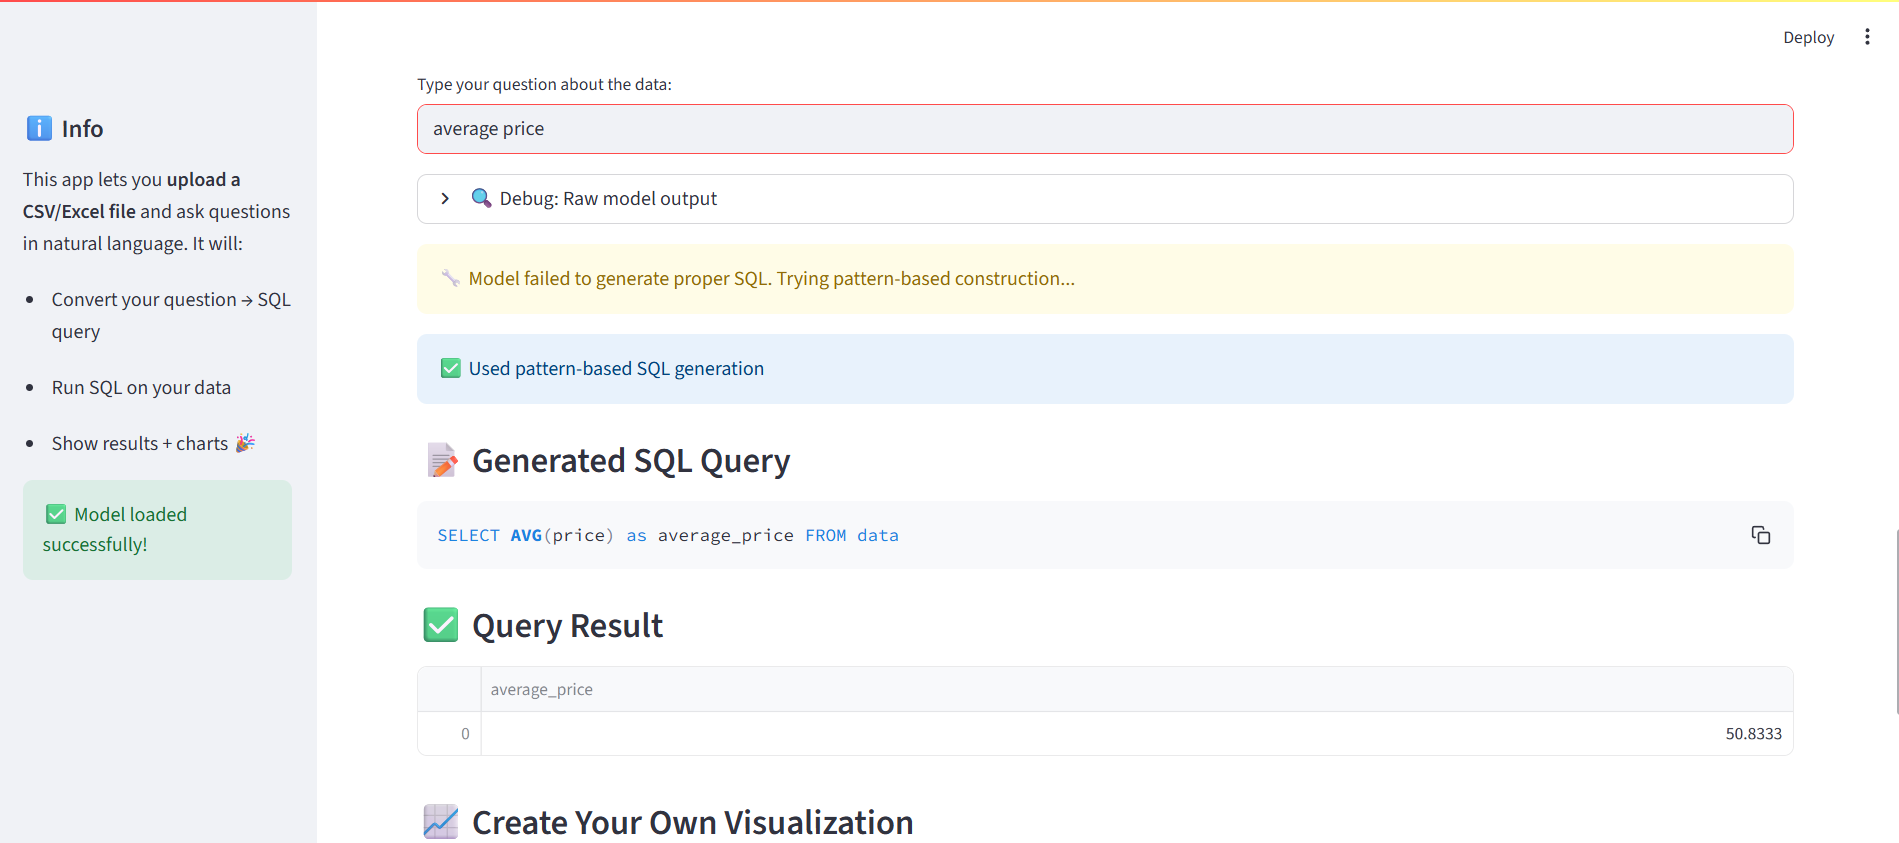 Deploy
Info
This app lets you upload a
CSV/Excel file and ask questions
in natural language. It will:
Convert your question → SQL
query
Run SQL on your data
Show results + charts 🎉
✅ Model loaded
successfully!
Type your question about the data:
average price
🔍 Debug: Raw model output
🔧 Model failed to generate proper SQL. Trying pattern-based construction...
✅ Used pattern-based SQL generation
📝 Generated SQL Query
SELECT AVG(price) as average_price FROM data
✅ Query Result
average_price
0 50.8333
📈 Create Your Own Visualization